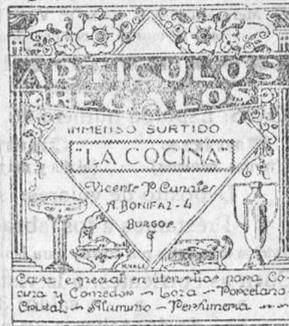 ARTICULOS
REGALOS
INMENSO SURTIDO
"LA COCINA"
Vicente P. Canales
A. BONIFAZ - 4
BURGOS
Casa especial en utensilios para Co
cina y Comedor - Loza - Porcelana
Cristal - Aluminio - Perfumeria -